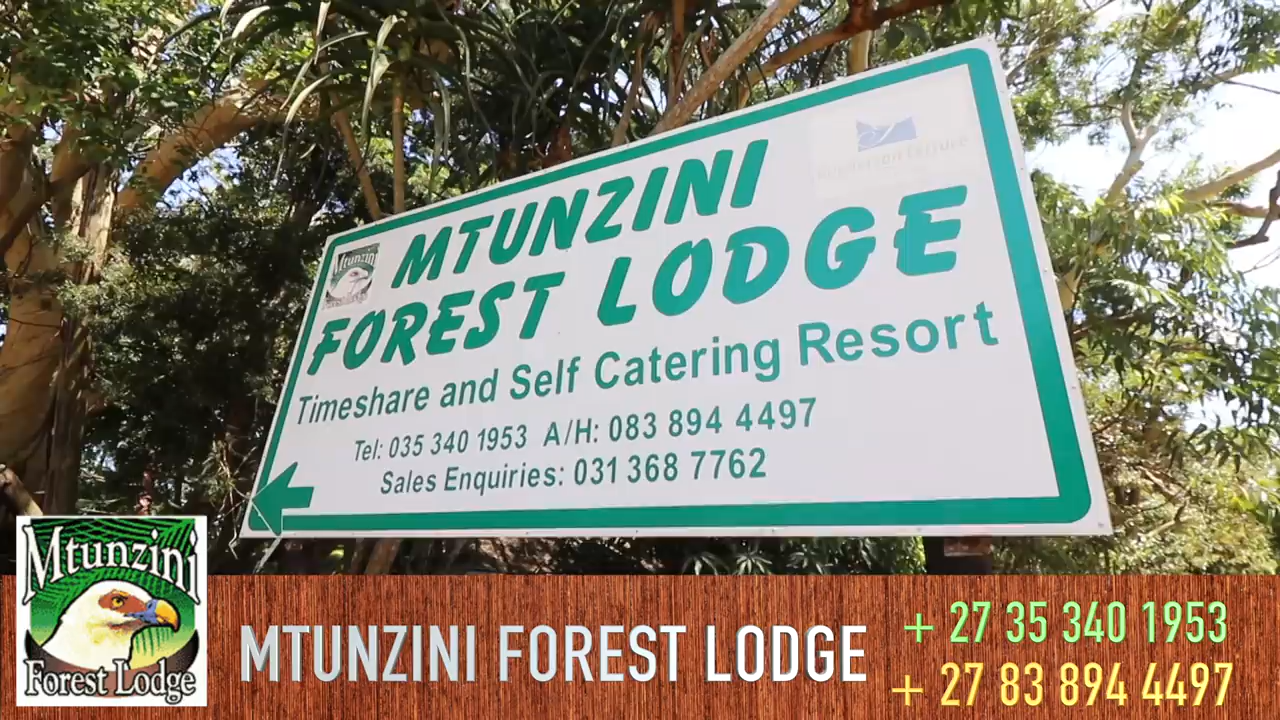 Mtunzini
MTUNZINI
FOREST LODGE
Timeshare and Self Catering Resort
Tel: 035 340 1953 A/H: 083 894 4497
Sales Enquiries: 031 368 7762
Mtunzini
Forest Lodge
MTUNZINI FOREST LODGE
+ 27 35 340 1953
+ 27 83 894 4497